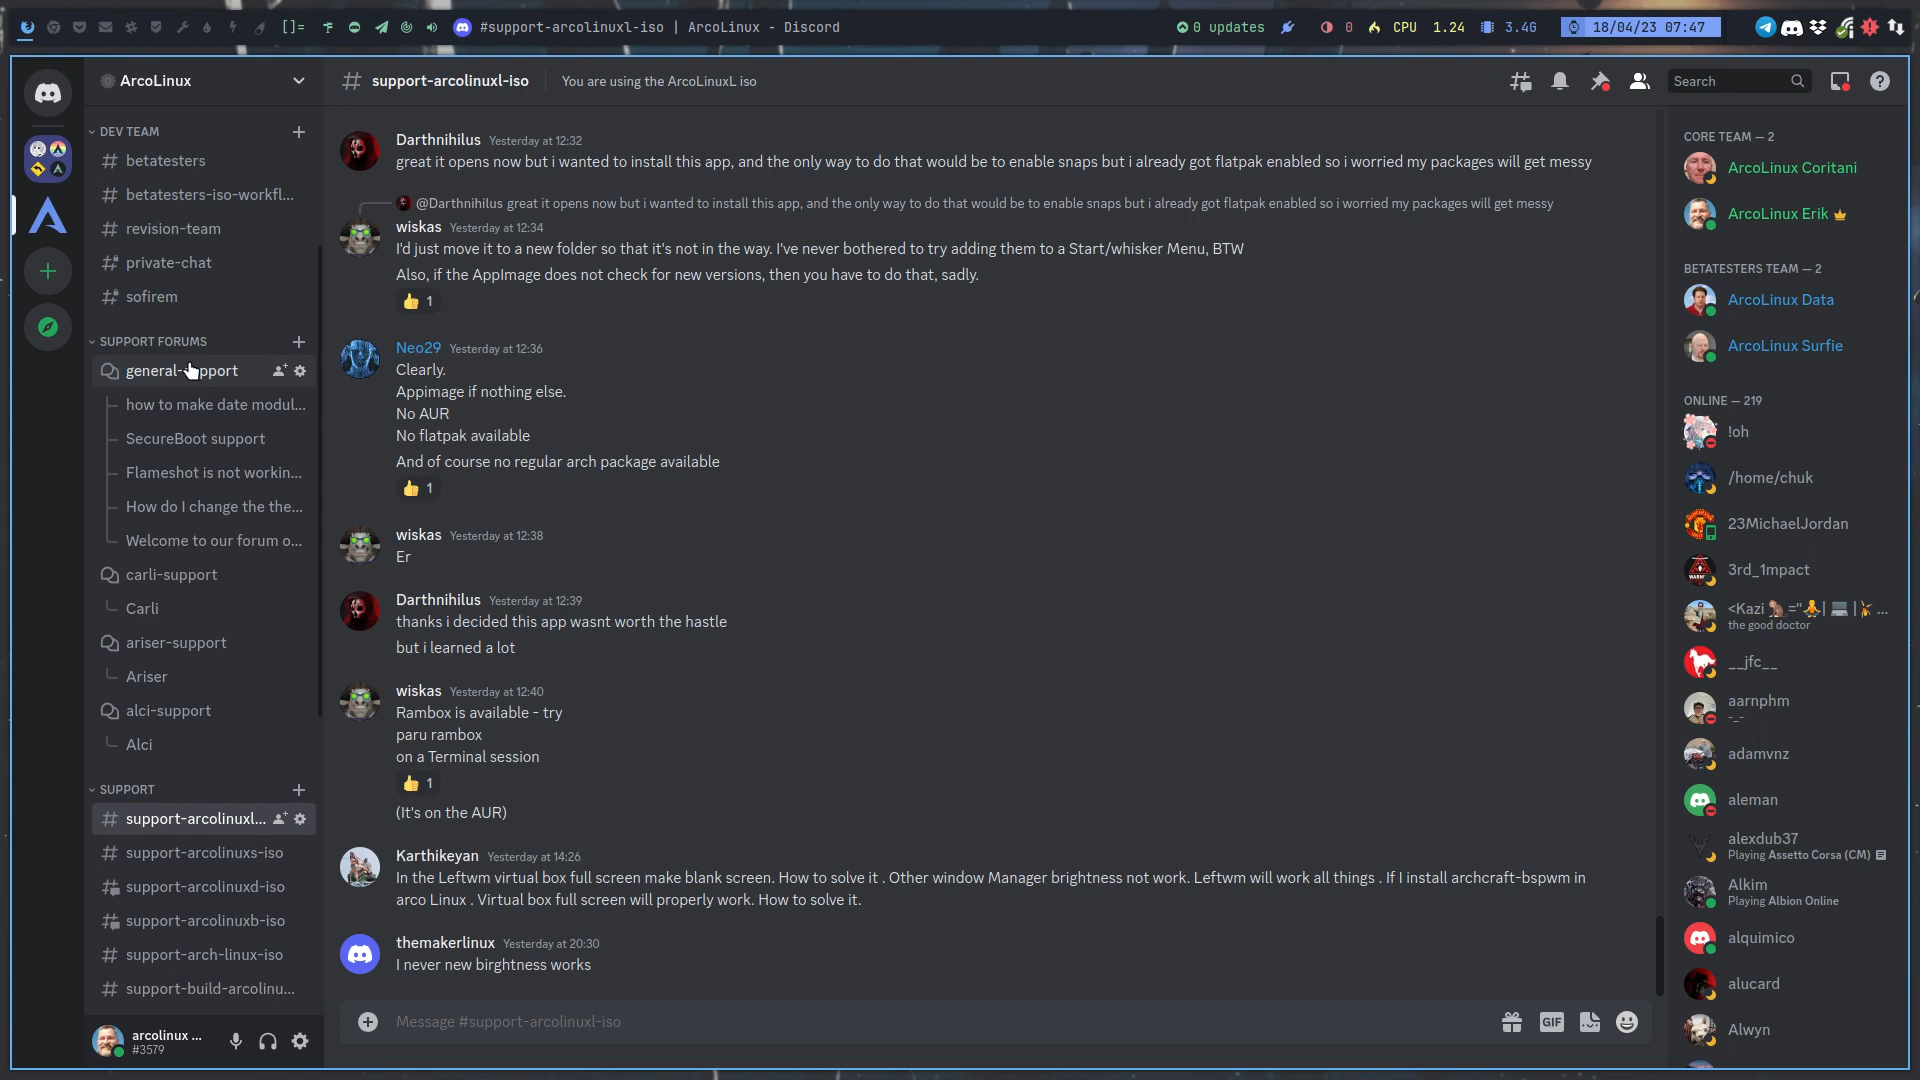 []=
#support-arcolinuxl-iso | ArcoLinux - Discord
0 updates
0
CPU 1.24
3.4G
18/04/23 07:47
ArcoLinux
support-arcolinuxl-iso
You are using the ArcoLinuxL iso
Search
DEV TEAM
betatesters
betatesters-iso-workfl...
revision-team
private-chat
sofirem
SUPPORT FORUMS
general-support
how to make date modul...
SecureBoot support
Flameshot is not workin...
How do I change the the...
Welcome to our forum o...
carli-support
Carli
ariser-support
Ariser
alci-support
Alci
SUPPORT
support-arcolinuxl...
support-arcolinuxs-iso
support-arcolinuxd-iso
support-arcolinuxb-iso
support-arch-linux-iso
support-build-arcolinu...
arcolinux ...
#3579
Darthnihilus Yesterday at 12:32
great it opens now but i wanted to install this app, and the only way to do that would be to enable snaps but i already got flatpak enabled so i worried my packages will get messy
@Darthnihilus great it opens now but i wanted to install this app, and the only way to do that would be to enable snaps but i already got flatpak enabled so i worried my packages will get messy
wiskas Yesterday at 12:34
I'd just move it to a new folder so that it's not in the way. I've never bothered to try adding them to a Start/whisker Menu, BTW
Also, if the AppImage does not check for new versions, then you have to do that, sadly.
👍 1
Neo29 Yesterday at 12:36
Clearly.
Appimage if nothing else.
No AUR
No flatpak available
And of course no regular arch package available
👍 1
wiskas Yesterday at 12:38
Er
Darthnihilus Yesterday at 12:39
thanks i decided this app wasnt worth the hastle
but i learned a lot
wiskas Yesterday at 12:40
Rambox is available - try
paru rambox
on a Terminal session
👍 1
(It's on the AUR)
Karthikeyan Yesterday at 14:26
In the Leftwm virtual box full screen make blank screen. How to solve it . Other window Manager brightness not work. Leftwm will work all things . If I install archcraft-bspwm in
arco Linux . Virtual box full screen will properly work. How to solve it.
themakerlinux Yesterday at 20:30
I never new birghtness works
Message #support-arcolinuxl-iso
GIF
CORE TEAM — 2
ArcoLinux Coritani
ArcoLinux Erik
BETATESTERS TEAM — 2
ArcoLinux Data
ArcoLinux Surfie
ONLINE — 219
!oh
/home/chuk
23MichaelJordan
3rd_1mpact
<Kazi
the good doctor
__jfc__
aarnphm
-_-
adamvnz
aleman
alexdub37
Playing Assetto Corsa (CM)
Alkim
Playing Albion Online
alquimico
alucard
Alwyn